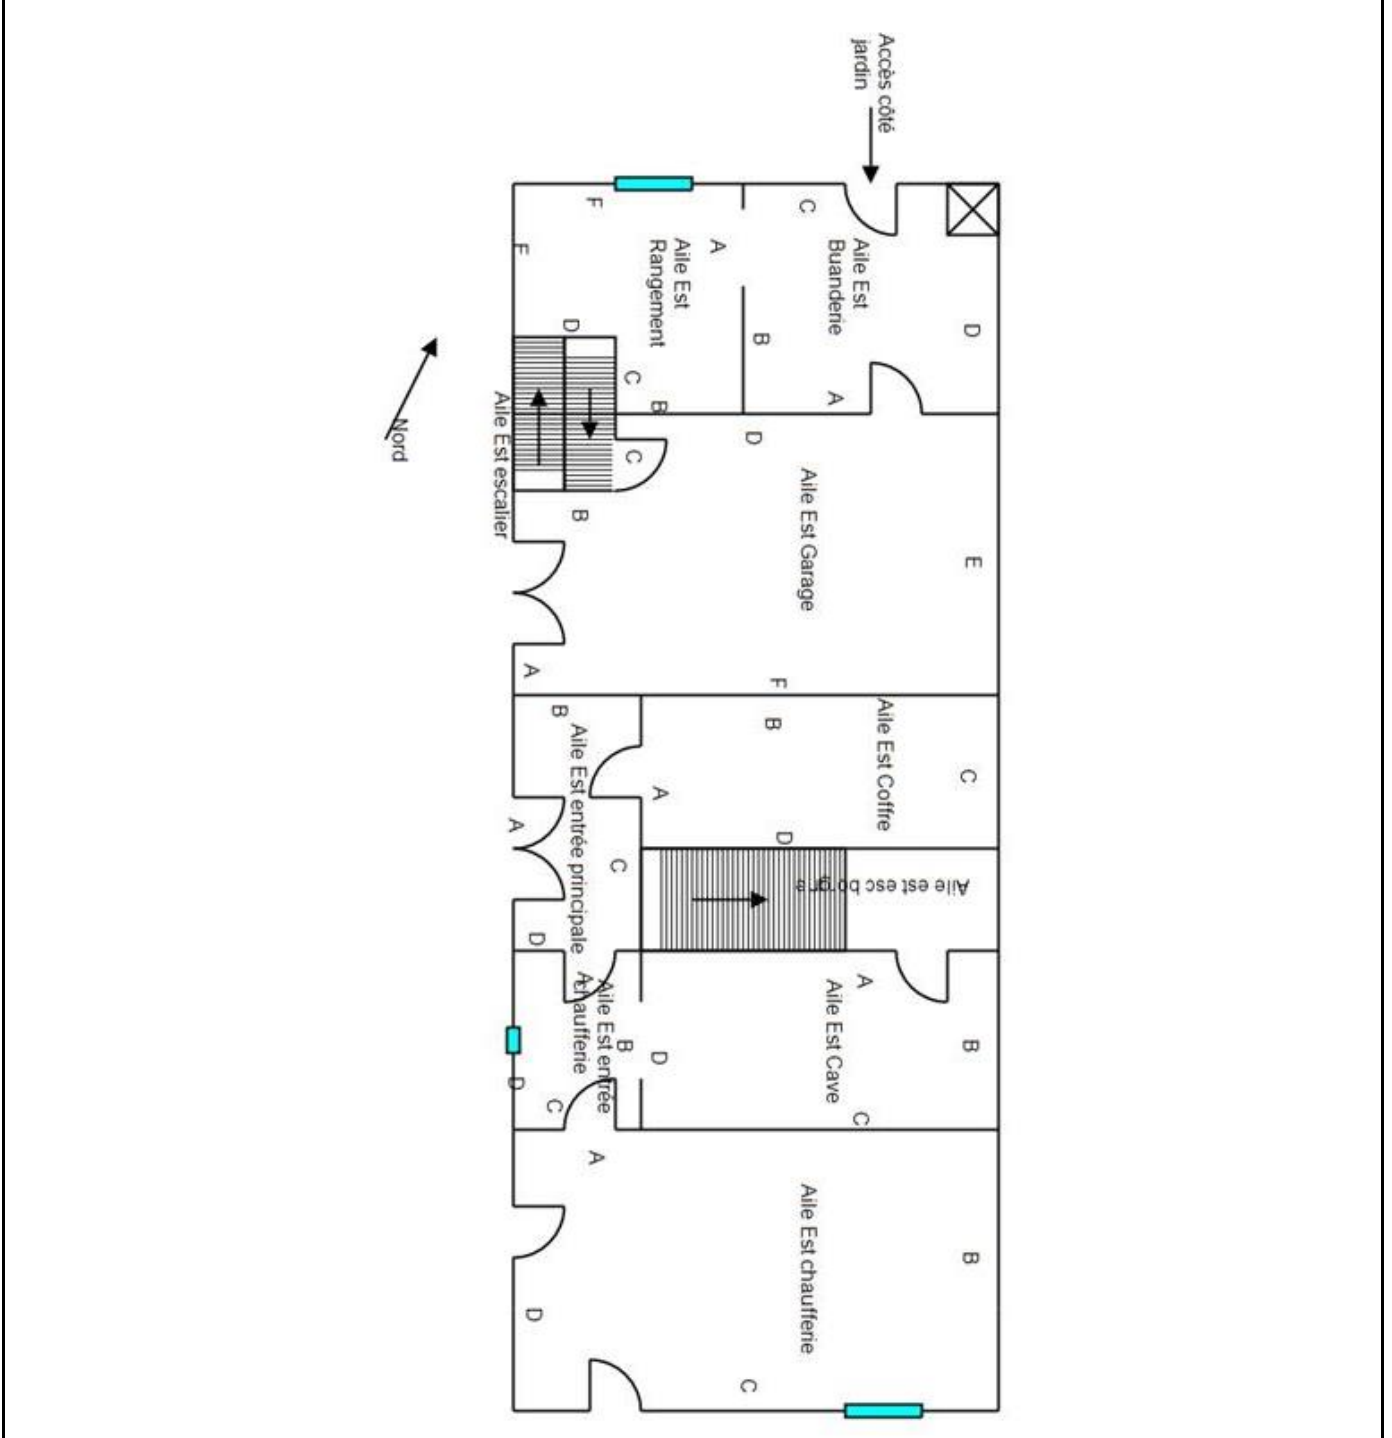 Accès côté
jardin
F
C
F
A
Aile Est
Rangement
Aile Est
Buanderie
D
D
B
C
B
A
Nord
Aile Est escalier
C
D
B
Aile Est Garage
E
A
F
B
Aile Est entrée principale
B
Aile Est Coffre
C
A
A
C
D
Aile est esc borgne
D
A
Aile Est entrée
chaufferie
B
D
D
C
A
Aile Est Cave
B
C
A
Aile Est chaufferie
B
D
C